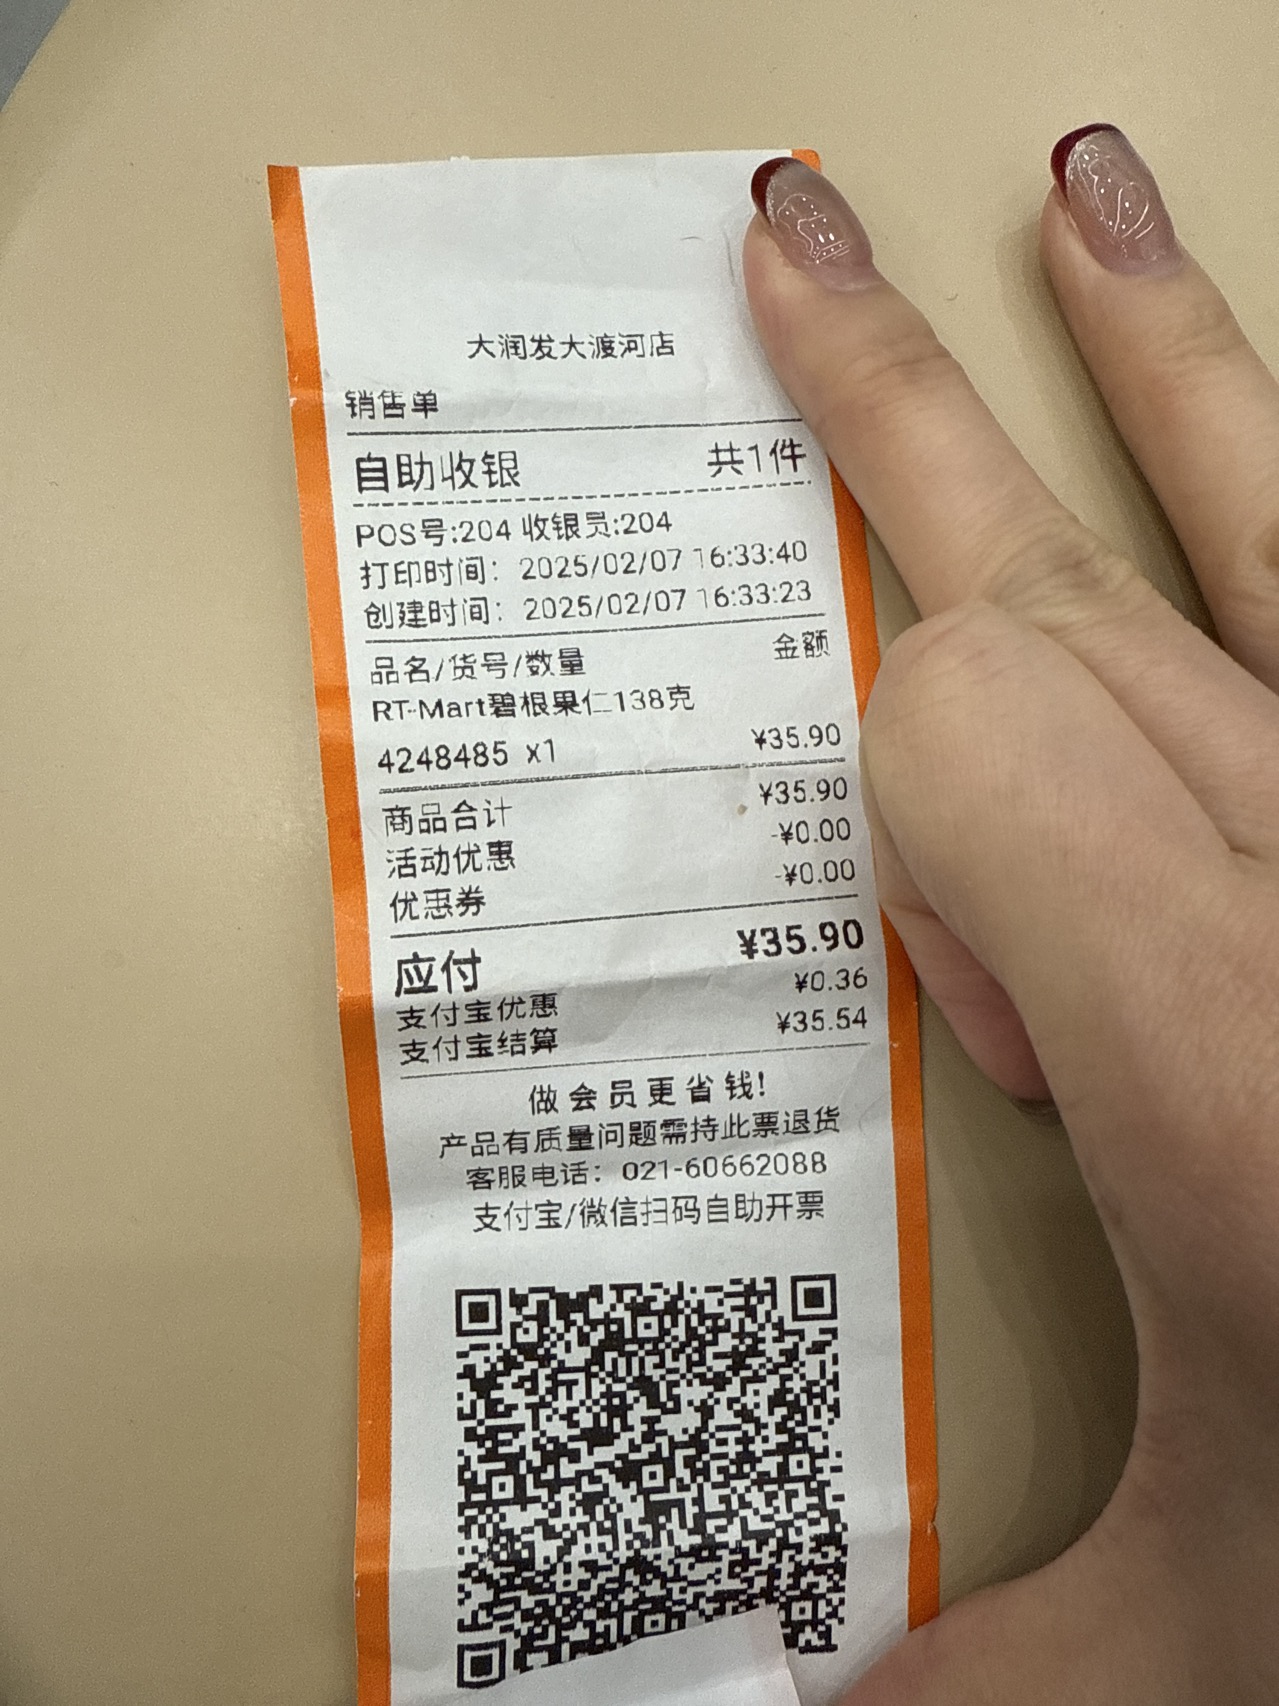 大润发大渡河店
销售单
自助收银 共1件
POS号:204 收银员:204
打印时间: 2025/02/07 16:33:40
创建时间: 2025/02/07 16:33:23
品名/货号/数量 金额
RT-Mart碧根果仁138克
4248485 x1 ¥35.90
商品合计 ¥35.90
活动优惠 -¥0.00
优惠券 -¥0.00
应付 ¥35.90
支付宝优惠 ¥0.36
支付宝结算 ¥35.54
做会员更省钱!
产品有质量问题需持此票退货
客服电话: 021-60662088
支付宝/微信扫码自助开票